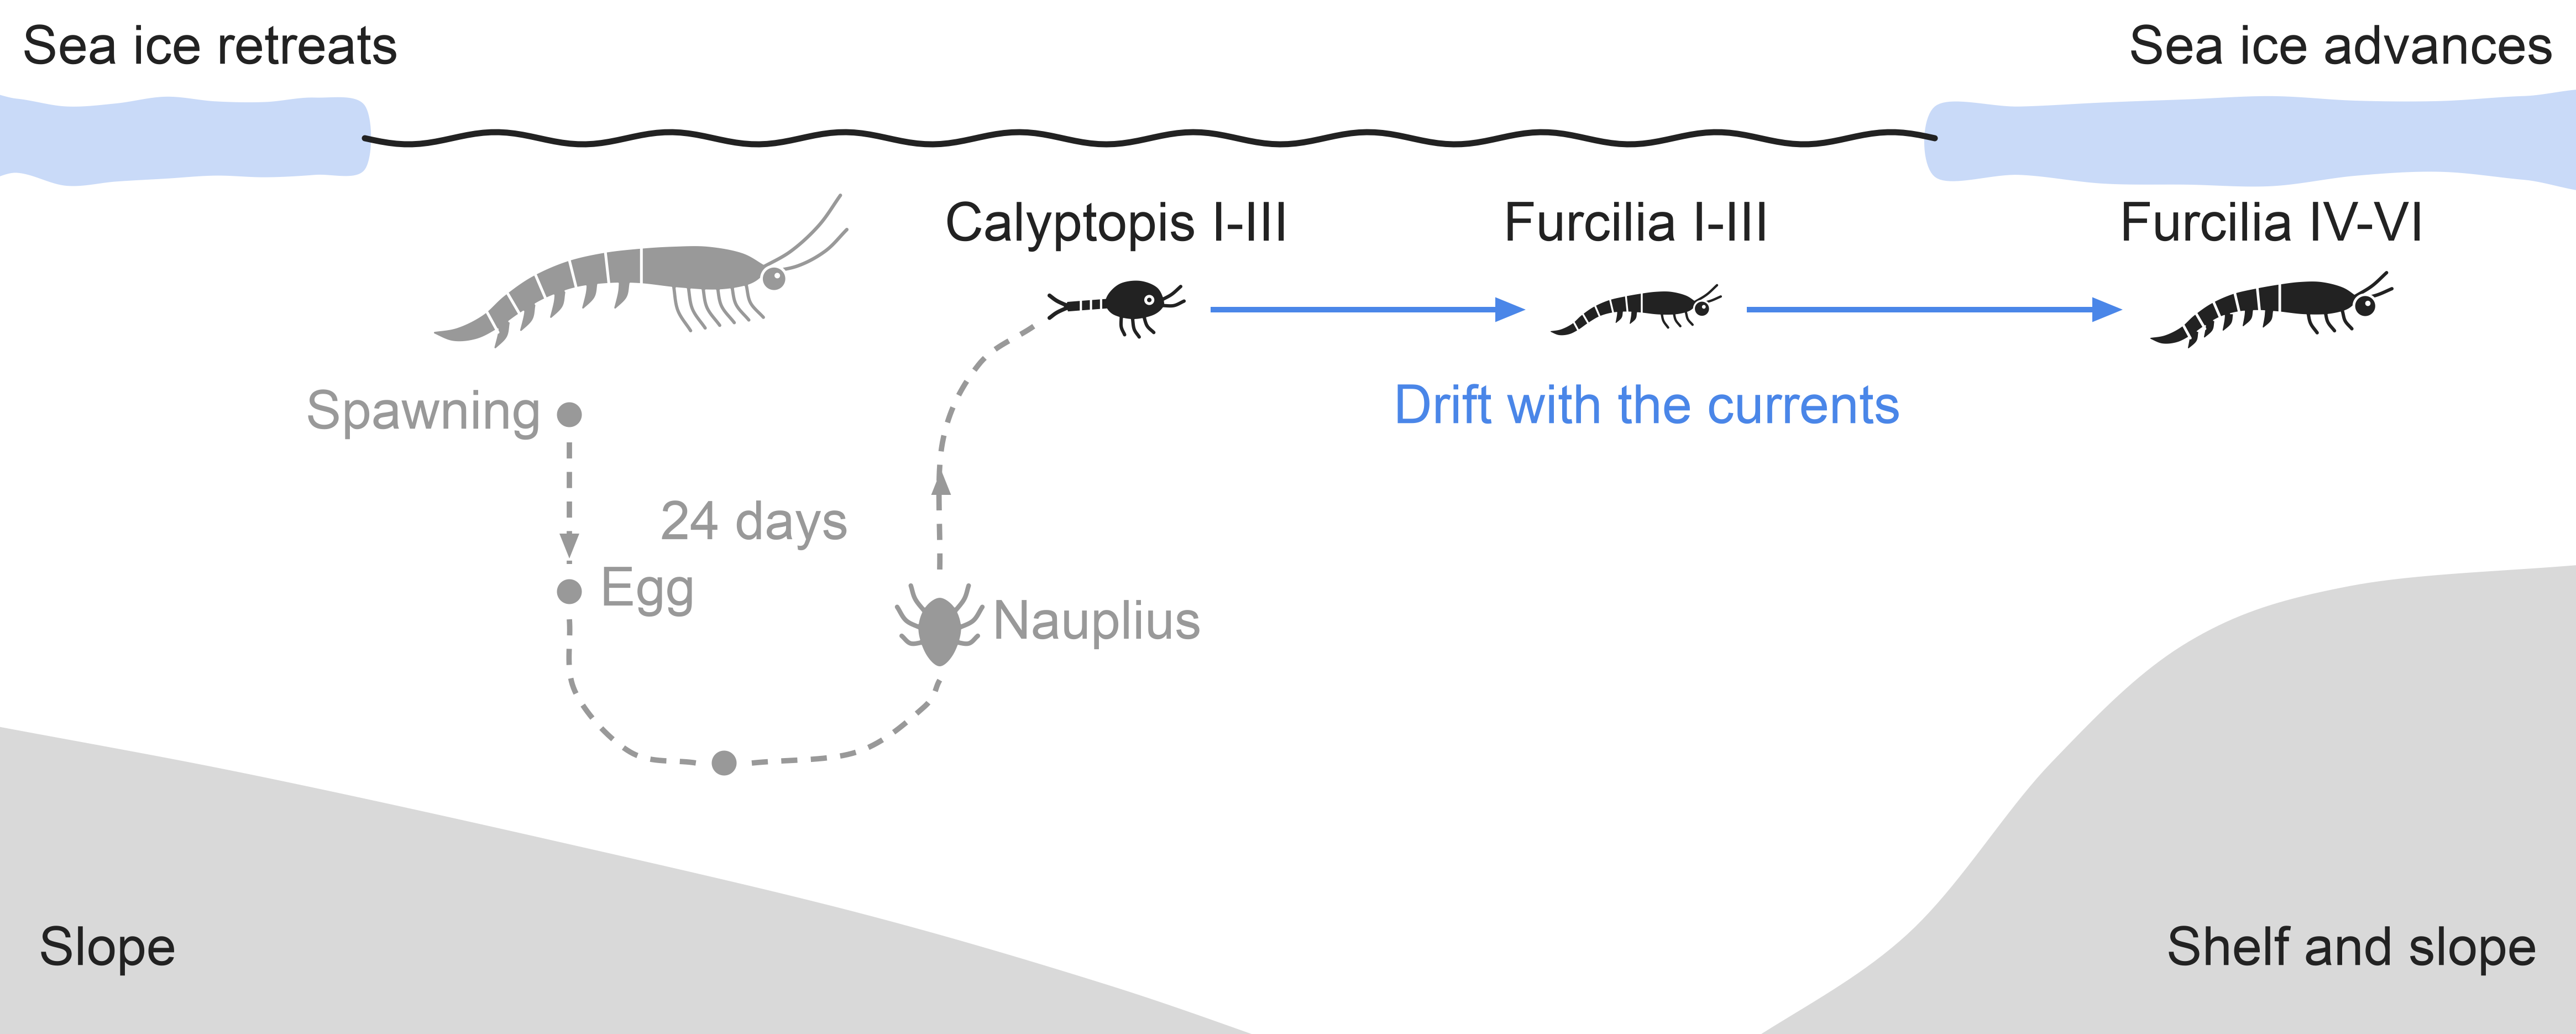 Sea ice retreats
Sea ice advances
Calyptopis I-III
Furcilia I-III
Furcilia IV-VI
Spawning
Drift with the currents
24 days
Egg
Nauplius
Slope
Shelf and slope